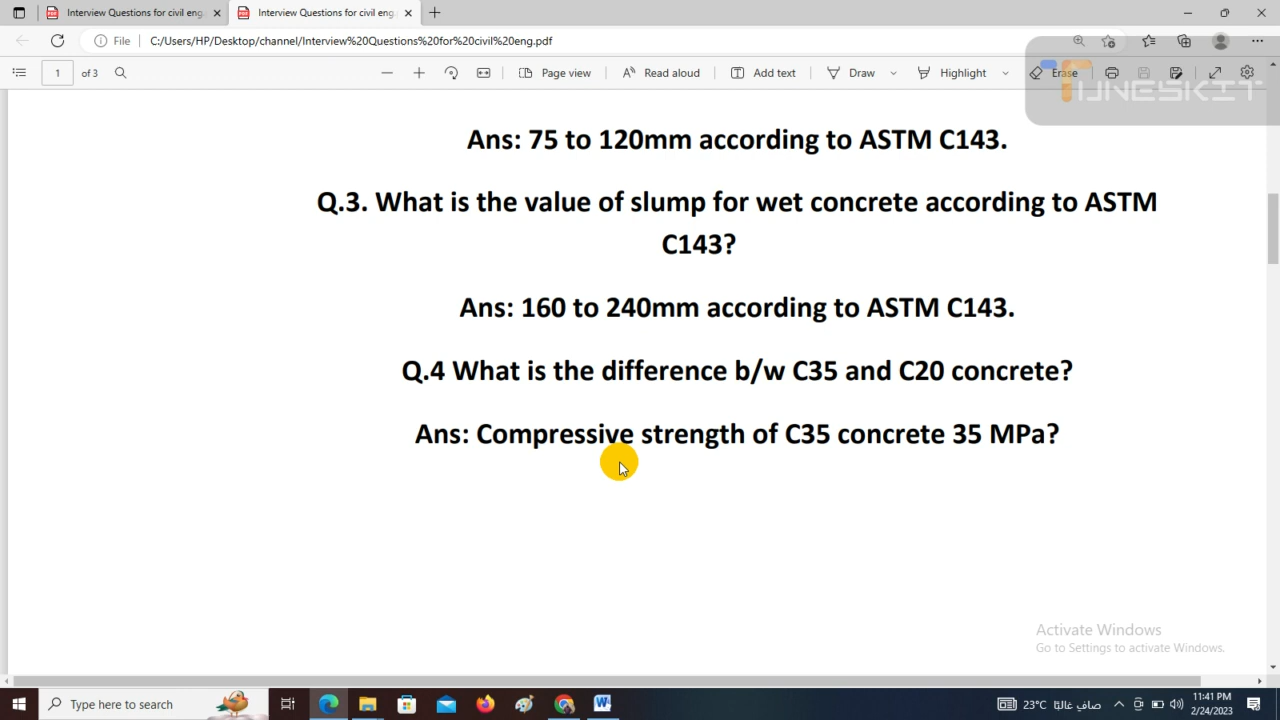 Interview Questions for civil eng
Interview Questions for civil eng
File
C:/Users/HP/Desktop/channel/Interview%20Questions%20for%20civil%20eng.pdf
1 of 3
Page view
Read aloud
Add text
Draw
Highlight
Erase
TUNESKIT
Ans: 75 to 120mm according to ASTM C143.
Q.3. What is the value of slump for wet concrete according to ASTM
C143?
Ans: 160 to 240mm according to ASTM C143.
Q.4 What is the difference b/w C35 and C20 concrete?
Ans: Compressive strength of C35 concrete 35 MPa?
Activate Windows
Go to Settings to activate Windows.
Type here to search
23°C صافٍ غالبًا
11:41 PM
2/24/2023